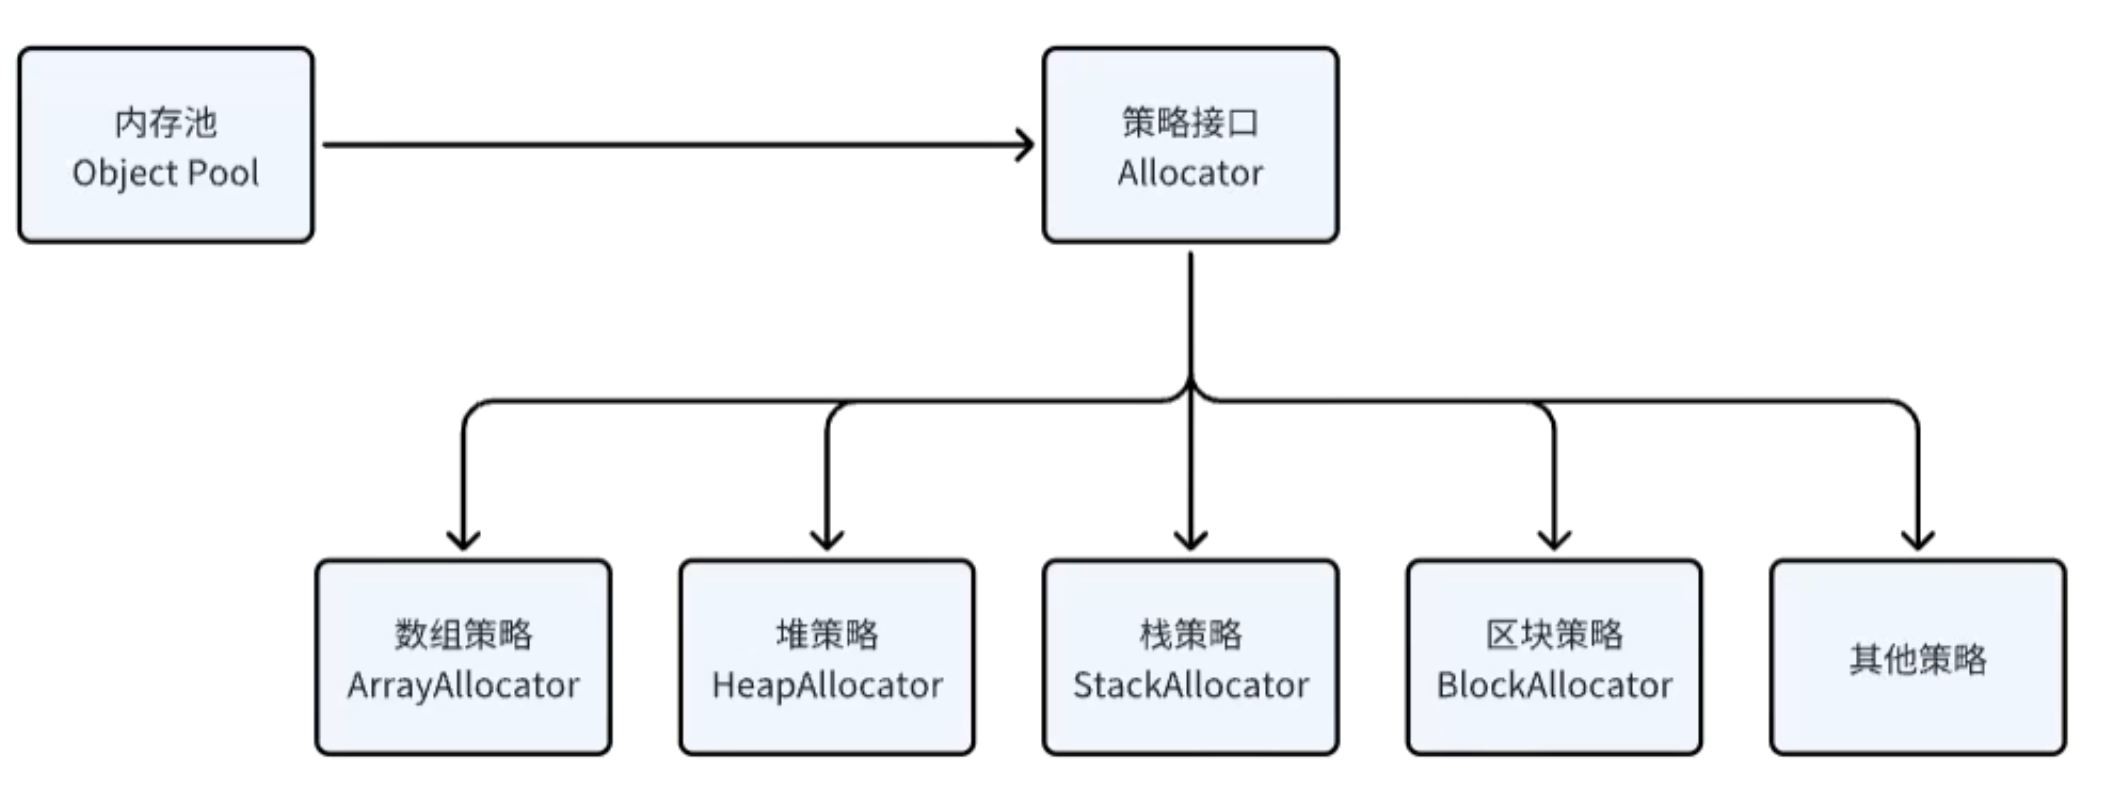 内存池
Object Pool
策略接口
Allocator
数组策略
ArrayAllocator
堆策略
HeapAllocator
栈策略
StackAllocator
区块策略
BlockAllocator
其他策略